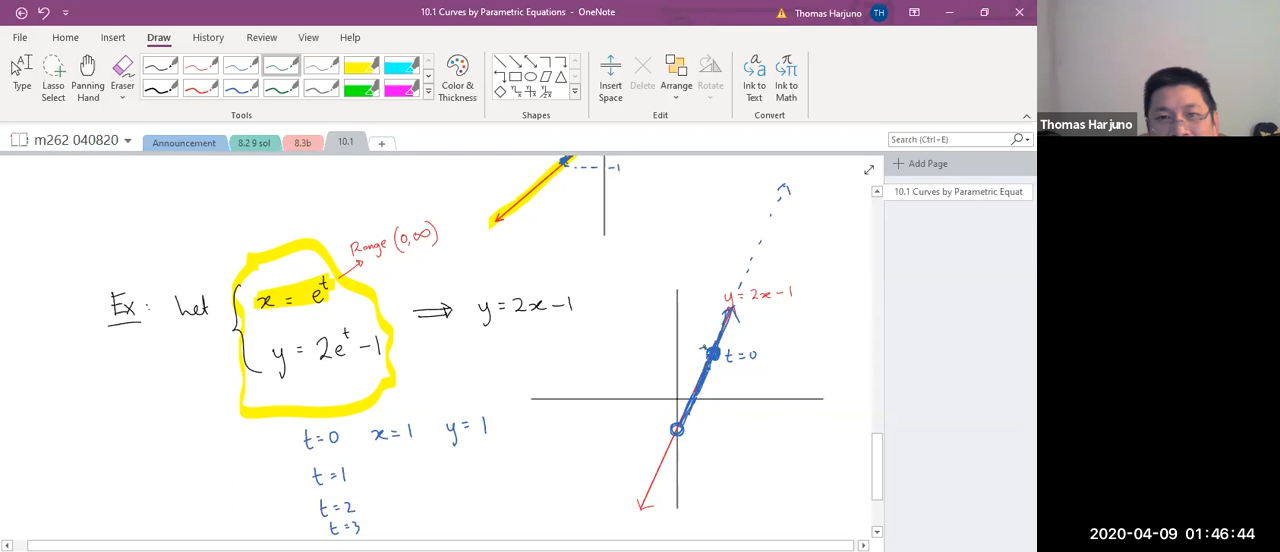 10.1 Curves by Parametric Equations - OneNote
Thomas Harjuno
TH
File Home Insert Draw History Review View Help
Type
Lasso Select
Panning Hand
Eraser
Color & Thickness
Insert Space
Delete
Arrange
Rotate
Ink to Text
Ink to Math
Tools
Shapes
Edit
Convert
Thomas Harjuno
m262 040820
Announcement
8.2 9 sol
8.3b
10.1
Search (Ctrl+E)
Add Page
10.1 Curves by Parametric Equat
-1
Range (0,∞)
Ex: Let
x = e^t
y = 2e^t - 1
⟹ y = 2x - 1
y = 2x - 1
t = 0
t=0 x=1 y=1
t=1
t=2
t=3
2020-04-09 01:46:44